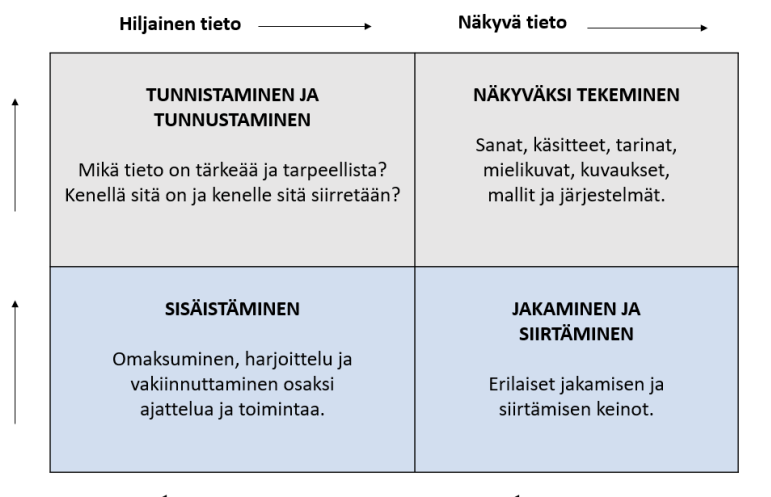 Hiljainen tieto
Näkyvä tieto
TUNNISTAMINEN JA
TUNNUSTAMINEN
Mikä tieto on tärkeää ja tarpeellista?
Kenellä sitä on ja kenelle sitä siirretään?
NÄKYVÄKSI TEKEMINEN
Sanat, käsitteet, tarinat,
mielikuvat, kuvaukset,
mallit ja järjestelmät.
SISÄISTÄMINEN
Omaksuminen, harjoittelu ja
vakiinnuttaminen osaksi
ajattelua ja toimintaa.
JAKAMINEN JA
SIIRTÄMINEN
Erilaiset jakamisen ja
siirtämisen keinot.